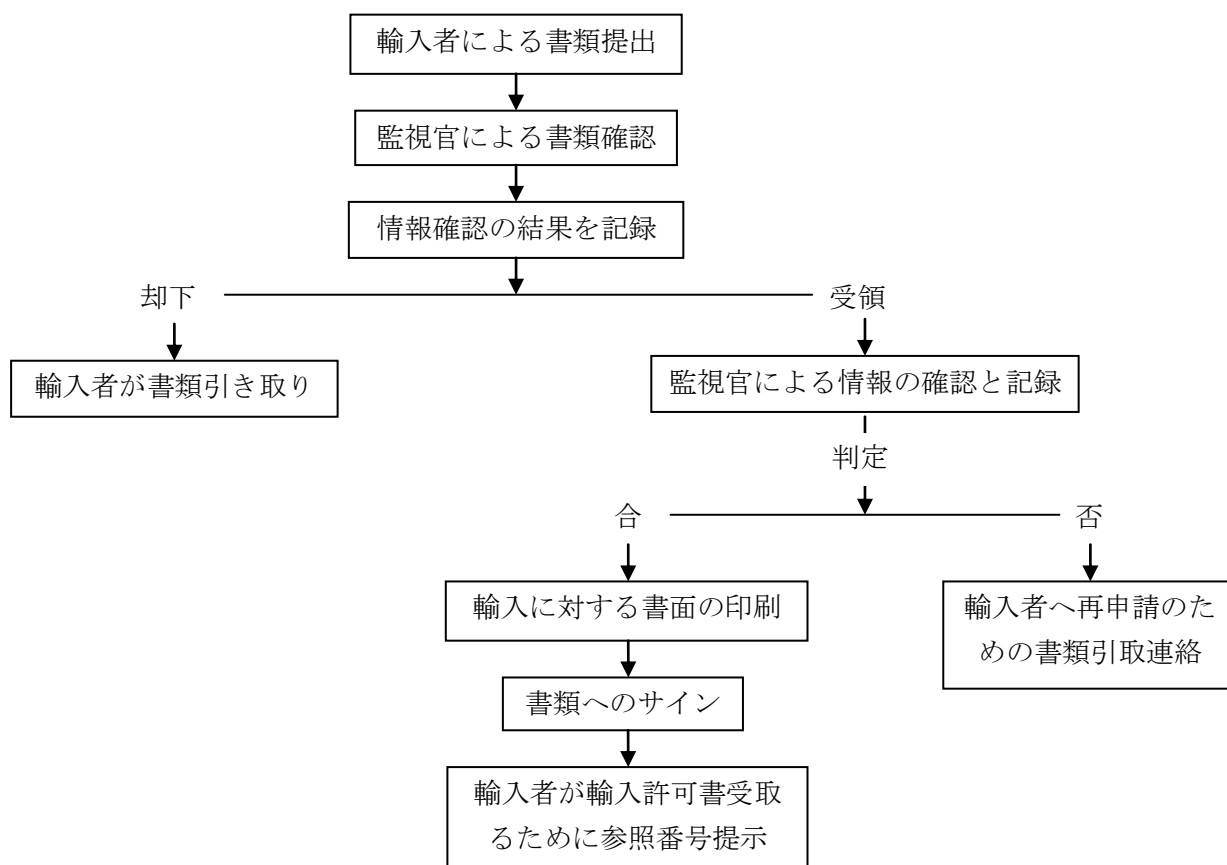 輸入者による書類提出
監視官による書類確認
情報確認の結果を記録
却下
受領
輸入者が書類引き取り
監視官による情報の確認と記録
判定
合
否
輸入に対する書面の印刷
輸入者へ再申請のた
めの書類引取連絡
書類へのサイン
輸入者が輸入許可書受取
るために参照番号提示